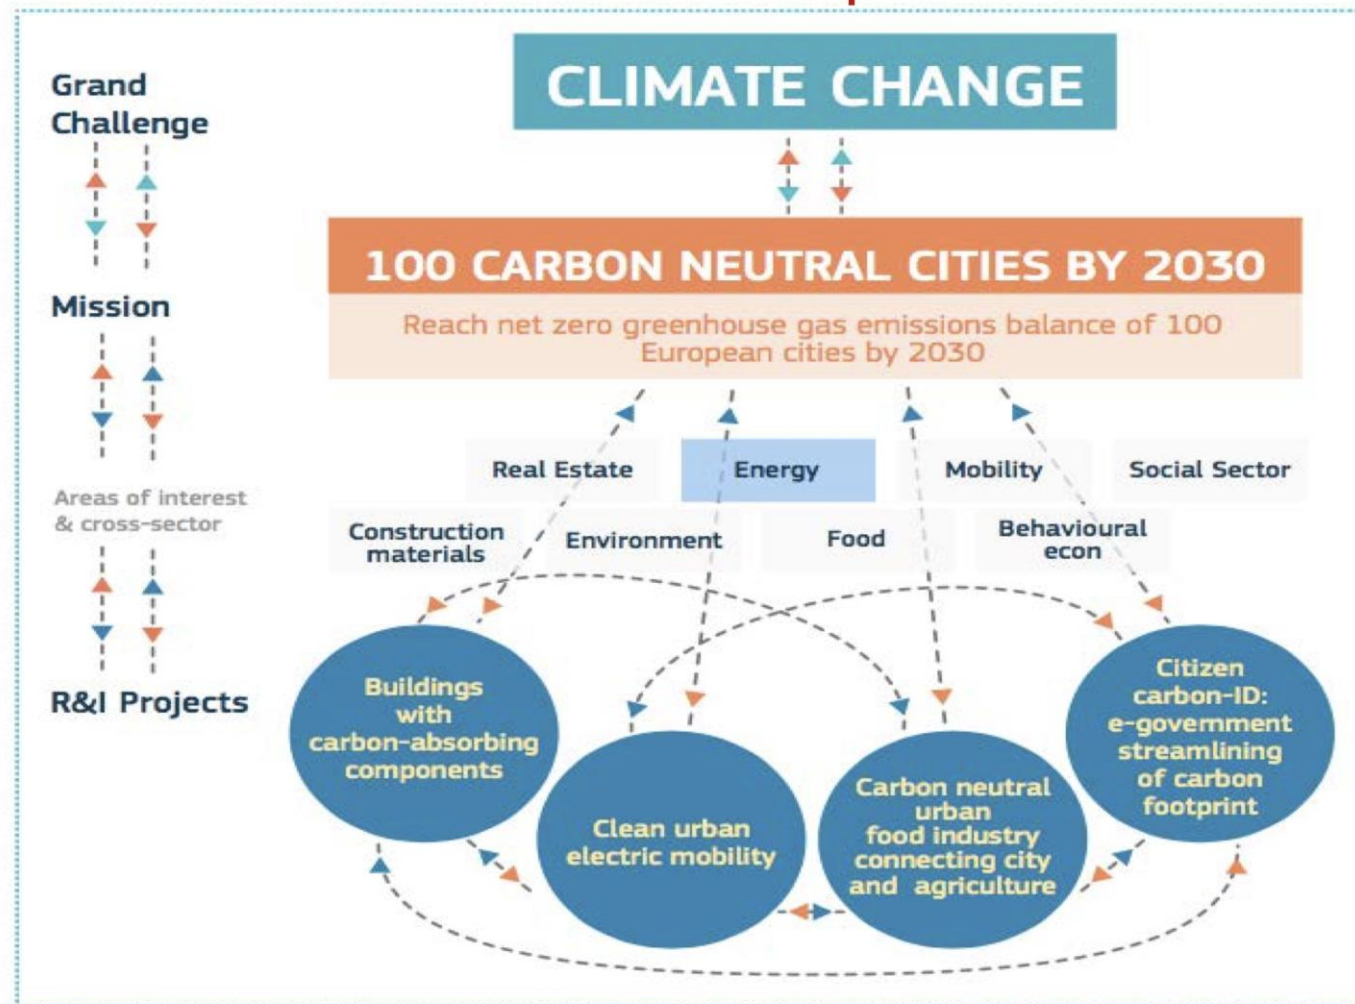 CLIMATE CHANGE
Grand
Challenge
100 CARBON NEUTRAL CITIES BY 2030
Mission
Reach net zero greenhouse gas emissions balance of 100
European cities by 2030
Areas of interest
& cross-sector
Real Estate
Energy
Mobility
Social Sector
Construction
materials
Environment
Food
Behavioural
econ
R&I Projects
Buildings
with
carbon-absorbing
components
Clean urban
electric mobility
Carbon neutral
urban
food industry
connecting city
and agriculture
Citizen
carbon-ID:
e-government
streamlining
of carbon
footprint